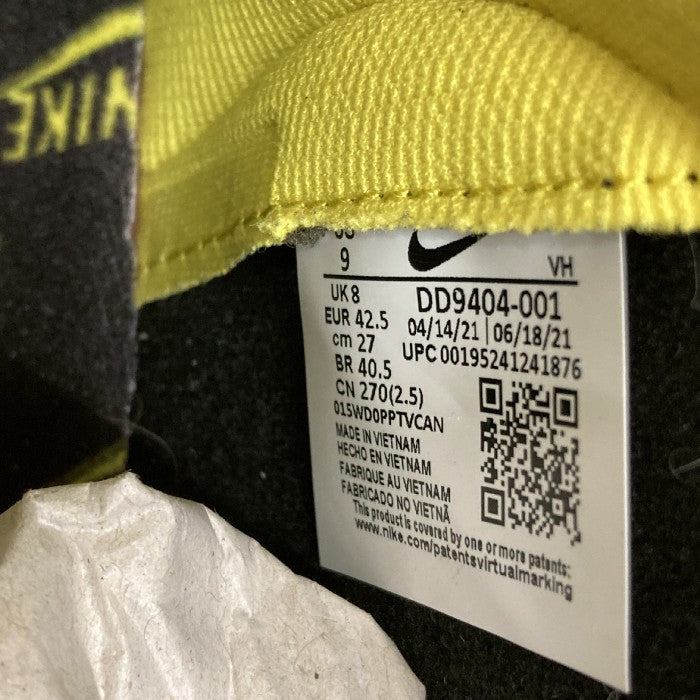 NIKE
US
9
VH
UK 8
DD9404-001
EUR 42.5
04/14/21 | 06/18/21
cm 27
UPC 00195241241876
BR 40.5
CN 270(2.5)
015WD0PPTVCAN
MADE IN VIETNAM
HECHO EN VIETNAM
FABRIQUE AU VIETNAM
FABRICADO NO VIETNÃ
This product is covered by one or more patents:
www.nike.com/patentsvirtualmarking